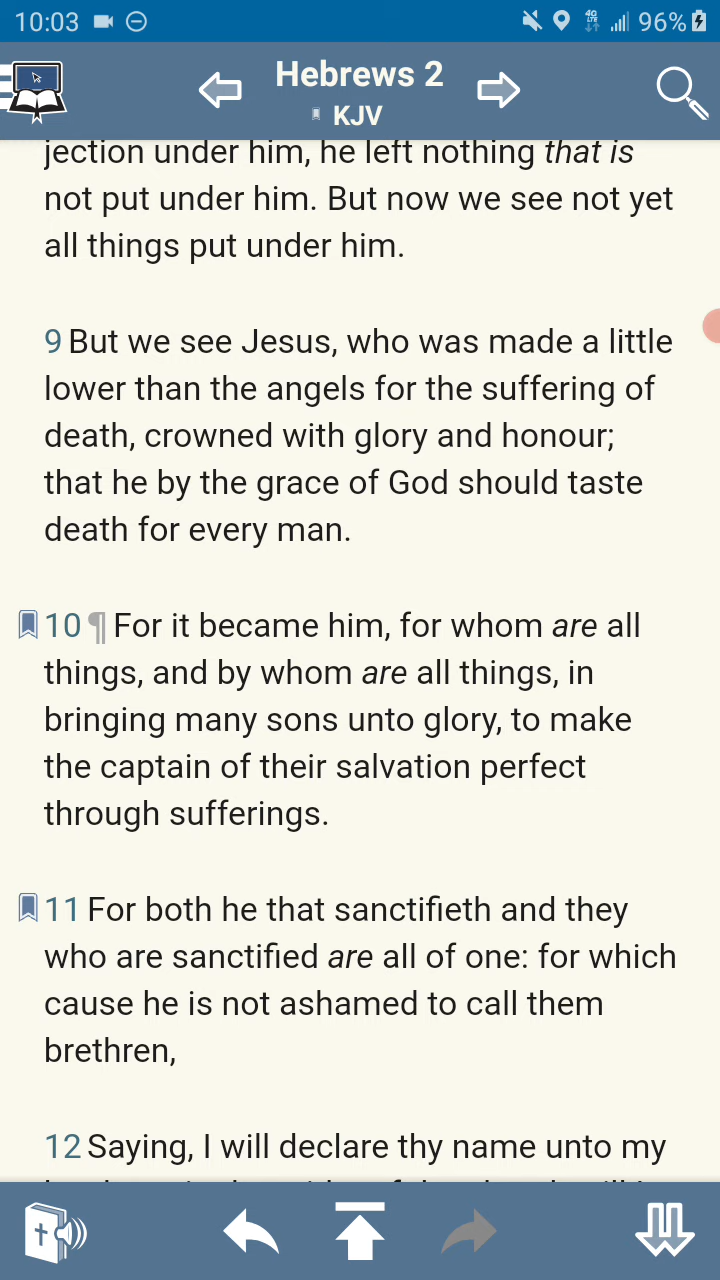 10:03
4G LTE 96%
Hebrews 2
KJV
jection under him, he left nothing that is
not put under him. But now we see not yet
all things put under him.
9 But we see Jesus, who was made a little
lower than the angels for the suffering of
death, crowned with glory and honour;
that he by the grace of God should taste
death for every man.
10 ¶ For it became him, for whom are all
things, and by whom are all things, in
bringing many sons unto glory, to make
the captain of their salvation perfect
through sufferings.
11 For both he that sanctifieth and they
who are sanctified are all of one: for which
cause he is not ashamed to call them
brethren,
12 Saying, I will declare thy name unto my